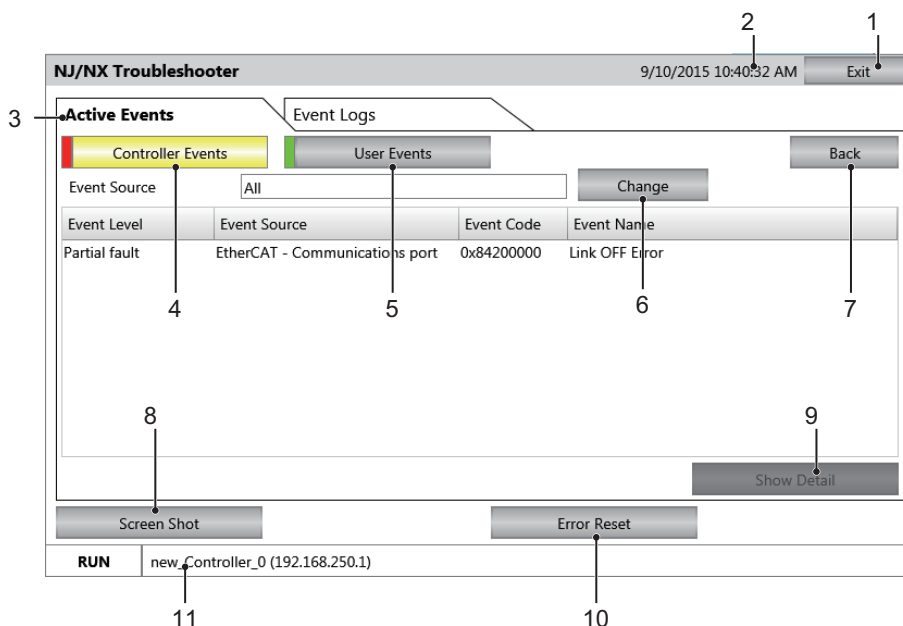 2 1
NJ/NX Troubleshooter 9/10/2015 10:40:32 AM Exit
3 Active Events Event Logs
Controller Events User Events Back
Event Source All Change
Event Level Event Source Event Code Event Name
Partial fault EtherCAT - Communications port 0x84200000 Link OFF Error
4 5 6 7
8 9
Show Detail
Screen Shot Error Reset
RUN new_Controller_0 (192.168.250.1)
11 10